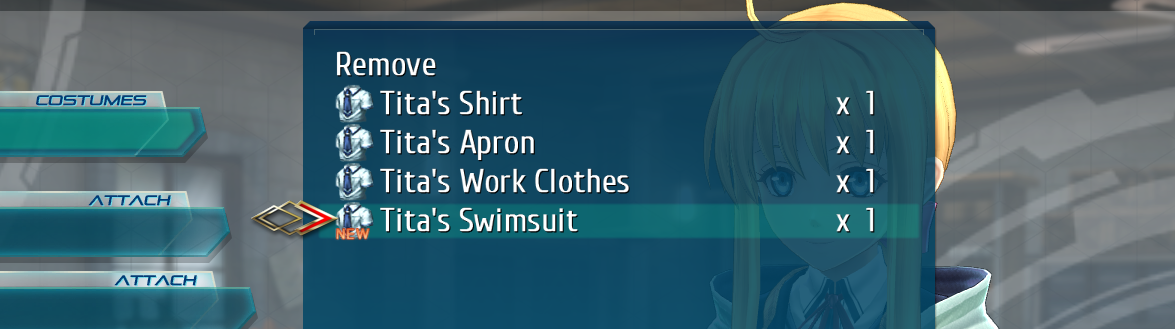 Remove
COSTUMES
Tita's Shirt x 1
Tita's Apron x 1
Tita's Work Clothes x 1
ATTACH
NEW Tita's Swimsuit x 1
ATTACH